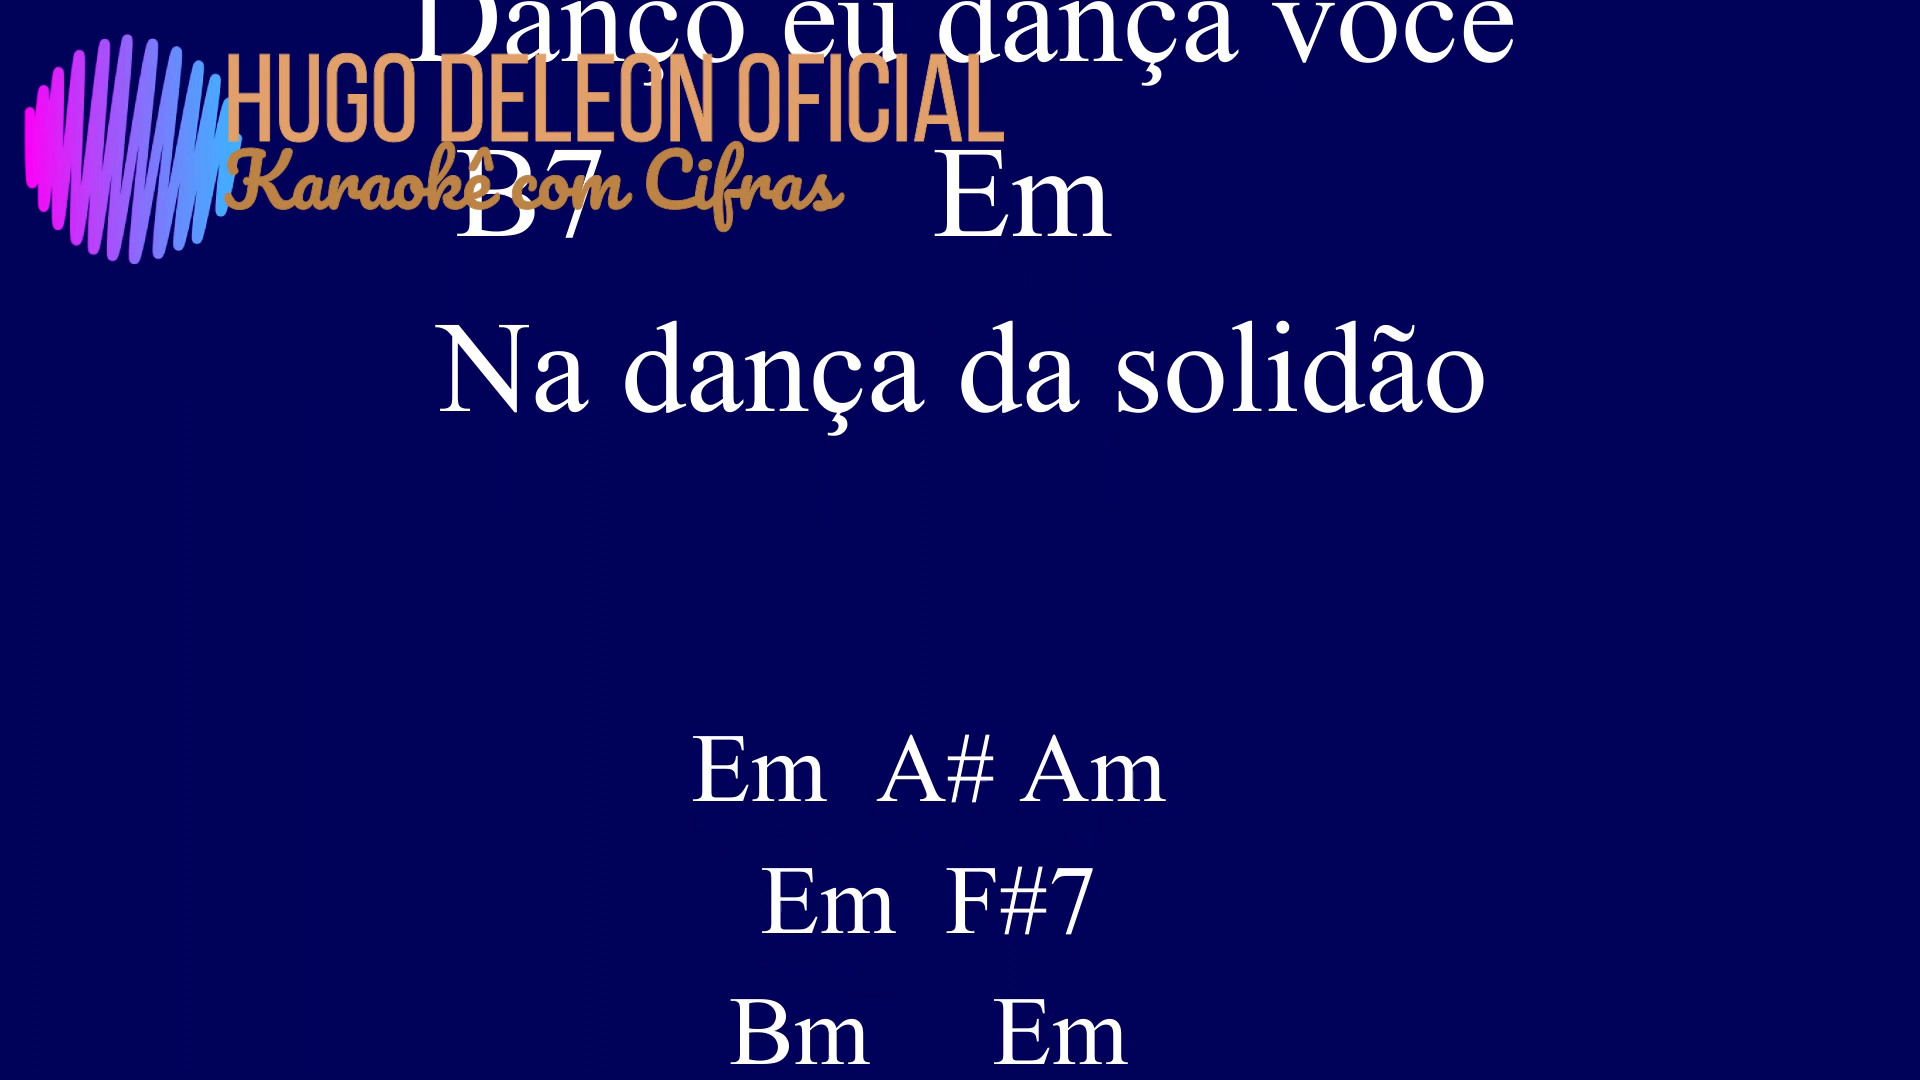 Danço eu dança você
HUGO DELEON OFICIAL
Karaokê com Cifras
B7 Em
Na dança da solidão
Em A# Am
Em F#7
Bm Em